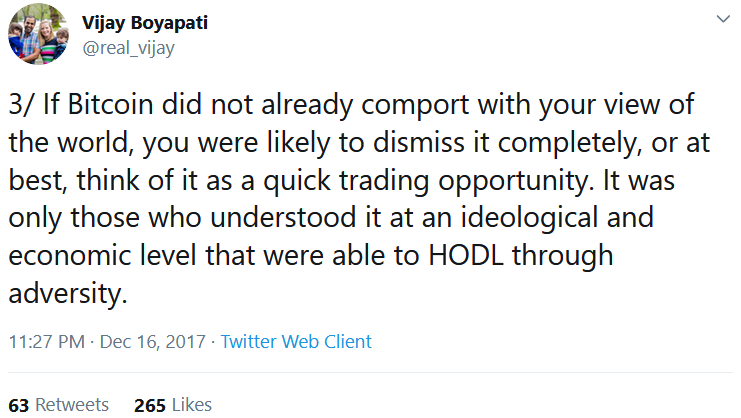 Vijay Boyapati
@real_vijay
3/ If Bitcoin did not already comport with your view of
the world, you were likely to dismiss it completely, or at
best, think of it as a quick trading opportunity. It was
only those who understood it at an ideological and
economic level that were able to HODL through
adversity.
11:27 PM · Dec 16, 2017 · Twitter Web Client
63 Retweets 265 Likes